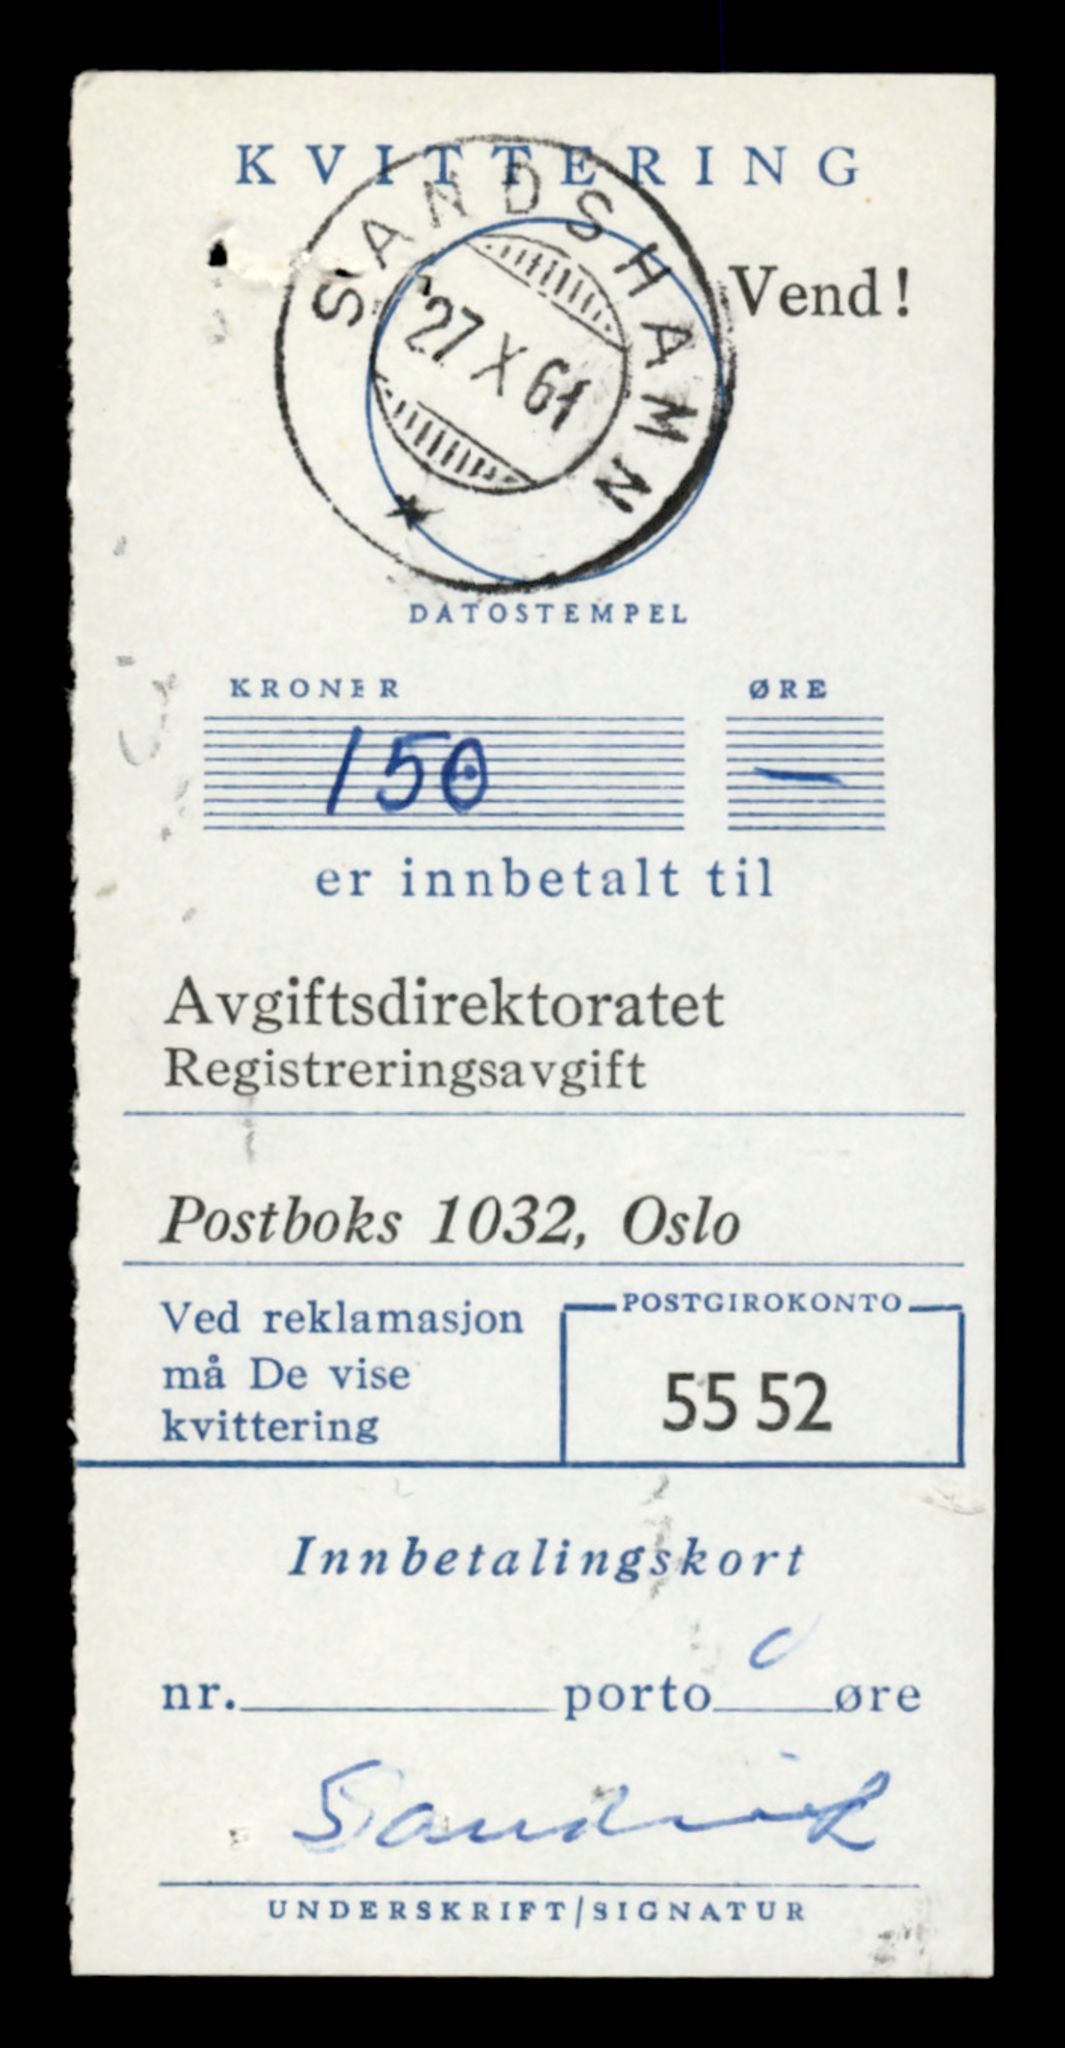 KVITTERING
SANDSHAMN
27 X 61
Vend!
DATOSTEMPEL
KRONER ØRE
150 —
er innbetalt til
Avgiftsdirektoratet
Registreringsavgift
Postboks 1032, Oslo
Ved reklamasjon
må De vise
kvittering
POSTGIROKONTO
55 52
Innbetalingskort
nr. porto 0 øre
Sandvik
UNDERSKRIFT/SIGNATUR